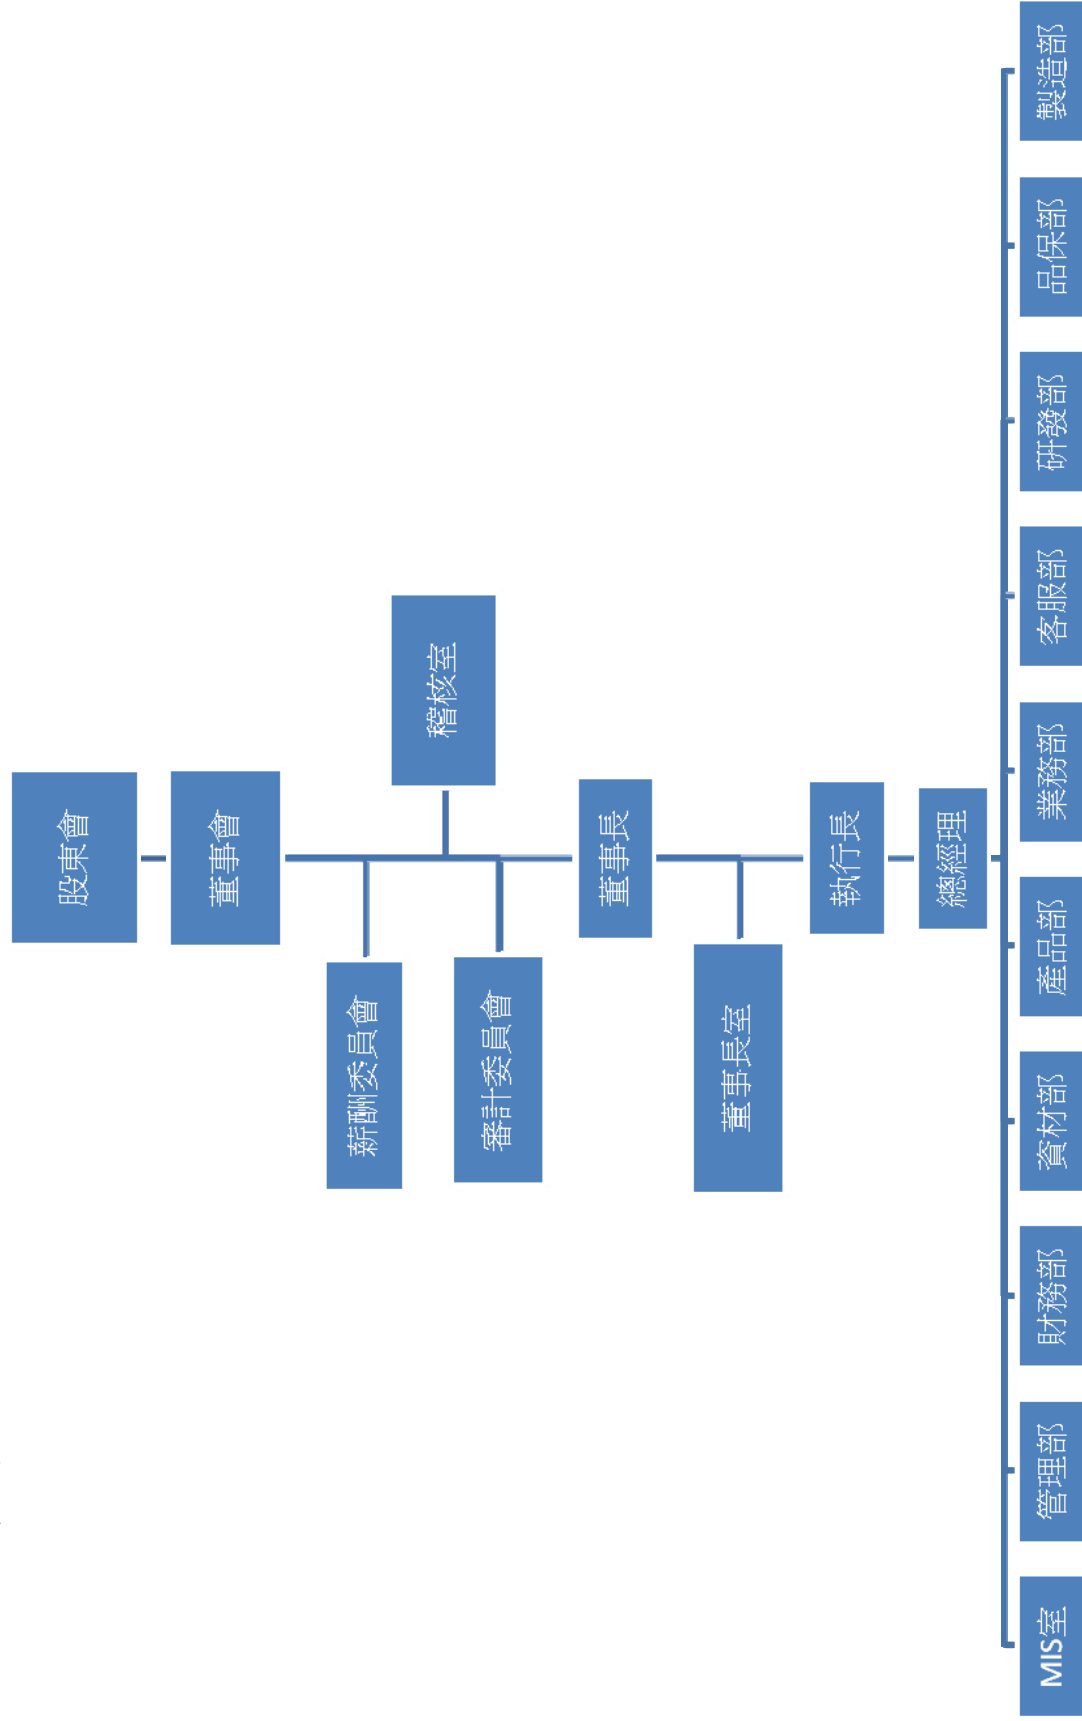 股東會
董事會
稽核室
薪酬委員會
審計委員會
董事長
董事長室
執行長
總經理
MIS室
管理部
財務部
資材部
產品部
業務部
客服部
研發部
品保部
製造部